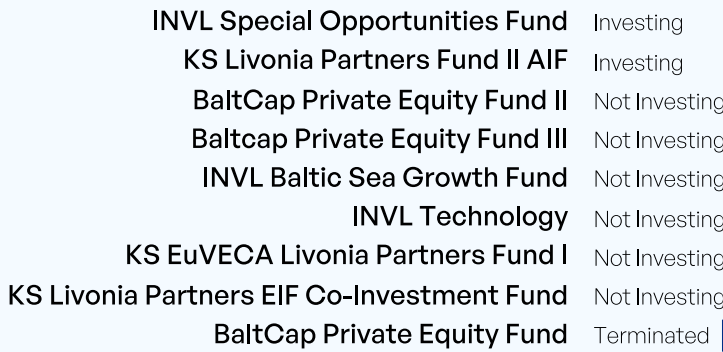 INVL Special Opportunities Fund Investing
KS Livonia Partners Fund II AIF Investing
BaltCap Private Equity Fund II Not Investing
Baltcap Private Equity Fund III Not Investing
INVL Baltic Sea Growth Fund Not Investing
INVL Technology Not Investing
KS EuVECA Livonia Partners Fund I Not Investing
KS Livonia Partners EIF Co-Investment Fund Not Investing
BaltCap Private Equity Fund Terminated